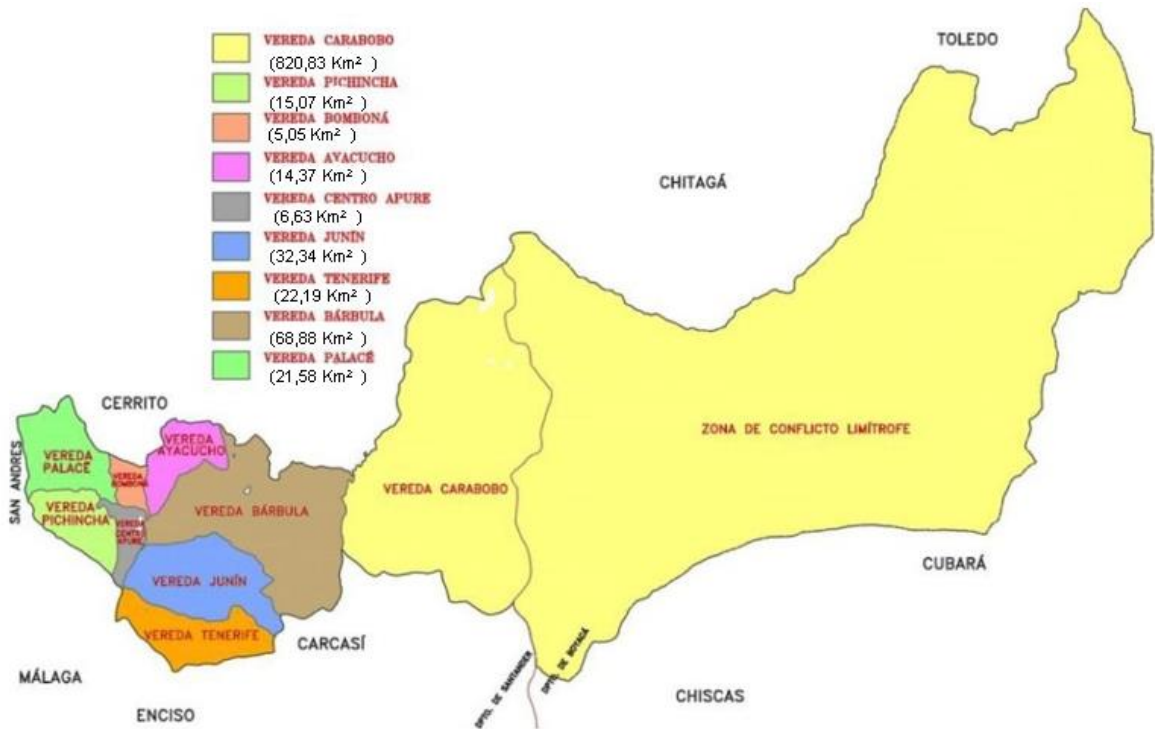 VEREDA CARABOBO
(820,83 Km² )
VEREDA PICHINCHA
(15,07 Km² )
VEREDA BOMBONÁ
(5,05 Km² )
VEREDA AYACUCHO
(14,37 Km² )
VEREDA CENTRO APURE
(6,63 Km² )
VEREDA JUNÍN
(32,34 Km² )
VEREDA TENERIFE
(22,19 Km² )
VEREDA BÁRBULA
(68,88 Km² )
VEREDA PALACÉ
(21,58 Km² )
TOLEDO
CHITAGÁ
CERRITO
SAN ANDRES
VEREDA
PALACÉ
VEREDA
BOMBONÁ
VEREDA
AYACUCHO
VEREDA
PICHINCHA
VEREDA
CENTRO
APURE
VEREDA BÁRBULA
VEREDA JUNÍN
VEREDA TENERIFE
VEREDA CARABOBO
ZONA DE CONFLICTO LIMÍTROFE
CUBARÁ
CARCASÍ
MÁLAGA
ENCISO
DPTO. DE SANTANDER
DPTO. DE BOYACÁ
CHISCAS